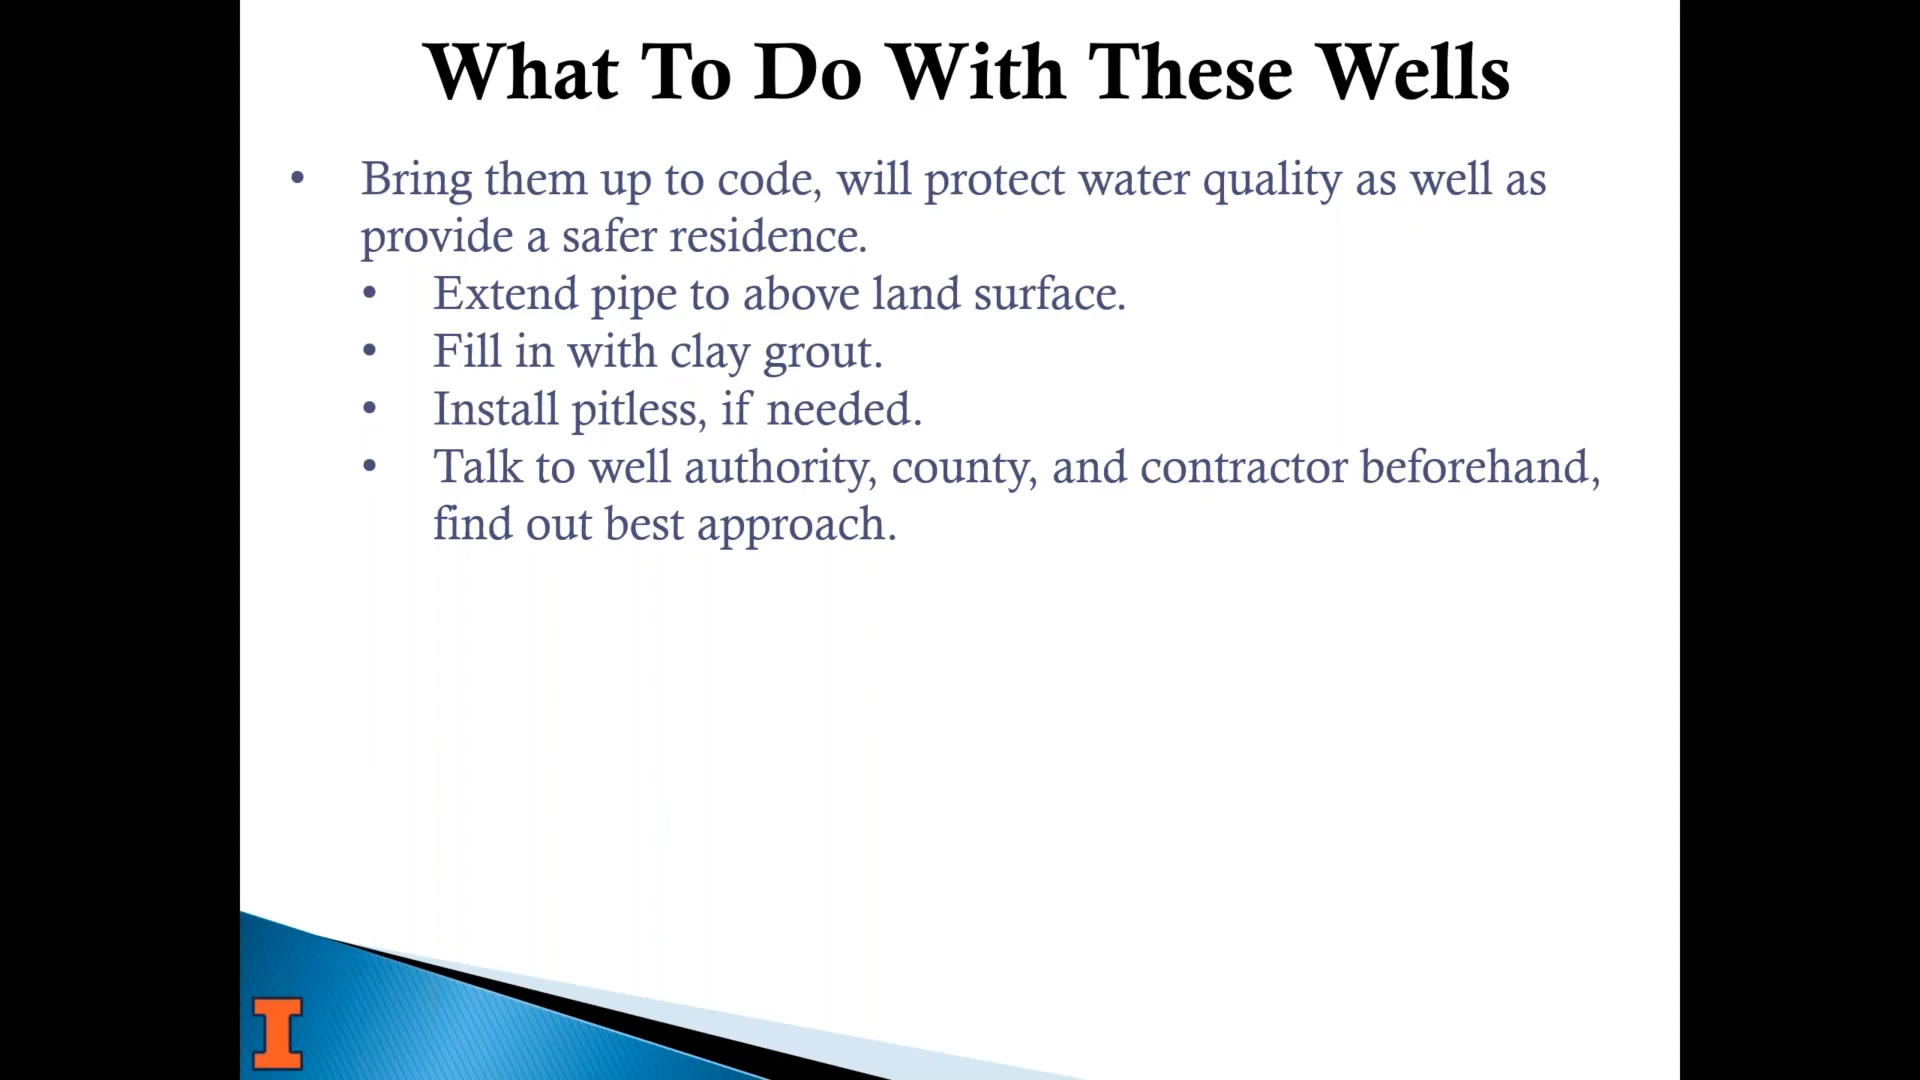 What To Do With These Wells
• Bring them up to code, will protect water quality as well as
provide a safer residence.
• Extend pipe to above land surface.
• Fill in with clay grout.
• Install pitless, if needed.
• Talk to well authority, county, and contractor beforehand,
find out best approach.
I